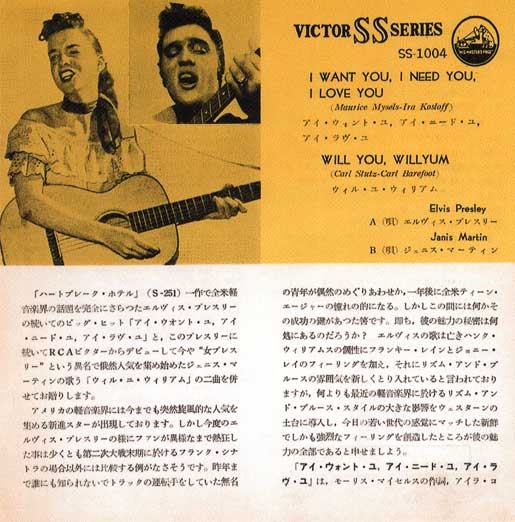 VICTOR SS SERIES
SS-1004
"HIS MASTER'S VOICE"
I WANT YOU, I NEED YOU,
I LOVE YOU
(Maurice Mysels-Ira Kosloff)
アイ・ウォント・ユ,アイ・ニード・ユ,
アイ・ラヴ・ユ
WILL YOU, WILLYUM
(Carl Stutz-Carl Barefoot)
ウィル・ユ・ウィリアム
Elvis Presley
A(唄)エルヴィス・プレスリー
Janis Martin
B(唄)ジェニス・マーティン
「ハートブレーク・ホテル」(S-251)一作で全米軽
音楽界の話題を完全にさらつたエルヴィス・プレスリー
の続いてのビッグ・ヒット「アイ・ウォント・ユ,アイ
・ニード・ユ,アイ・ラヴ・ユ」と,このプレスリーに
続いてRCAビクターからデビューして今や"女プレス
リー"という異名で俄然人気を集め始めたジェニス・マ
ーティンの歌う「ウィル・ユ・ウィリアム」の二曲を併
せてお贈りします。
アメリカの軽音楽界には今までも突然旋風的な人気を
集める新進スターが出現しております。しかし今度のエ
ルヴィス・プレスリーの様にファンが異様なまで熱狂し
た事は少くとも第二次大戦末期に於けるフランク・シナ
トラの場合以外には比較する例がなさそうです。昨年ま
で誰にも知られないでトラックの運転手をしていた無名
の青年が偶然のめぐりあわせか,一年後に全米ティーン・
エージャーの憧れの的になる。しかしこの間には何かそ
の成功の鍵があつた筈です。即ち,彼の魅力の秘密は何
処にあるのだろうか? エルヴィスの歌は亡きハンク・
ウィリアムスの個性にフランキー・レインとジョニー・
レイのフィーリングを加え,それにリズム・アンド・ブ
ルースの雰囲気を新しくとり入れていると言われており
ますが,何よりも最近の軽音楽界に於けるリズム・アン
ド・ブルース・スタイルの大きな影響をウェスターンの
土台に導入し,今日の若い世代の感覚にマッチした新鮮
でしかも強烈なフィーリングを創造したところが彼の魅
力の全部であると申せましよう。
「アイ・ウォント・ユ,アイ・ニード・ユ,アイ・ラ
ヴ・ユ」は,モーリス・マイセルスの作詞,アイラ・コ